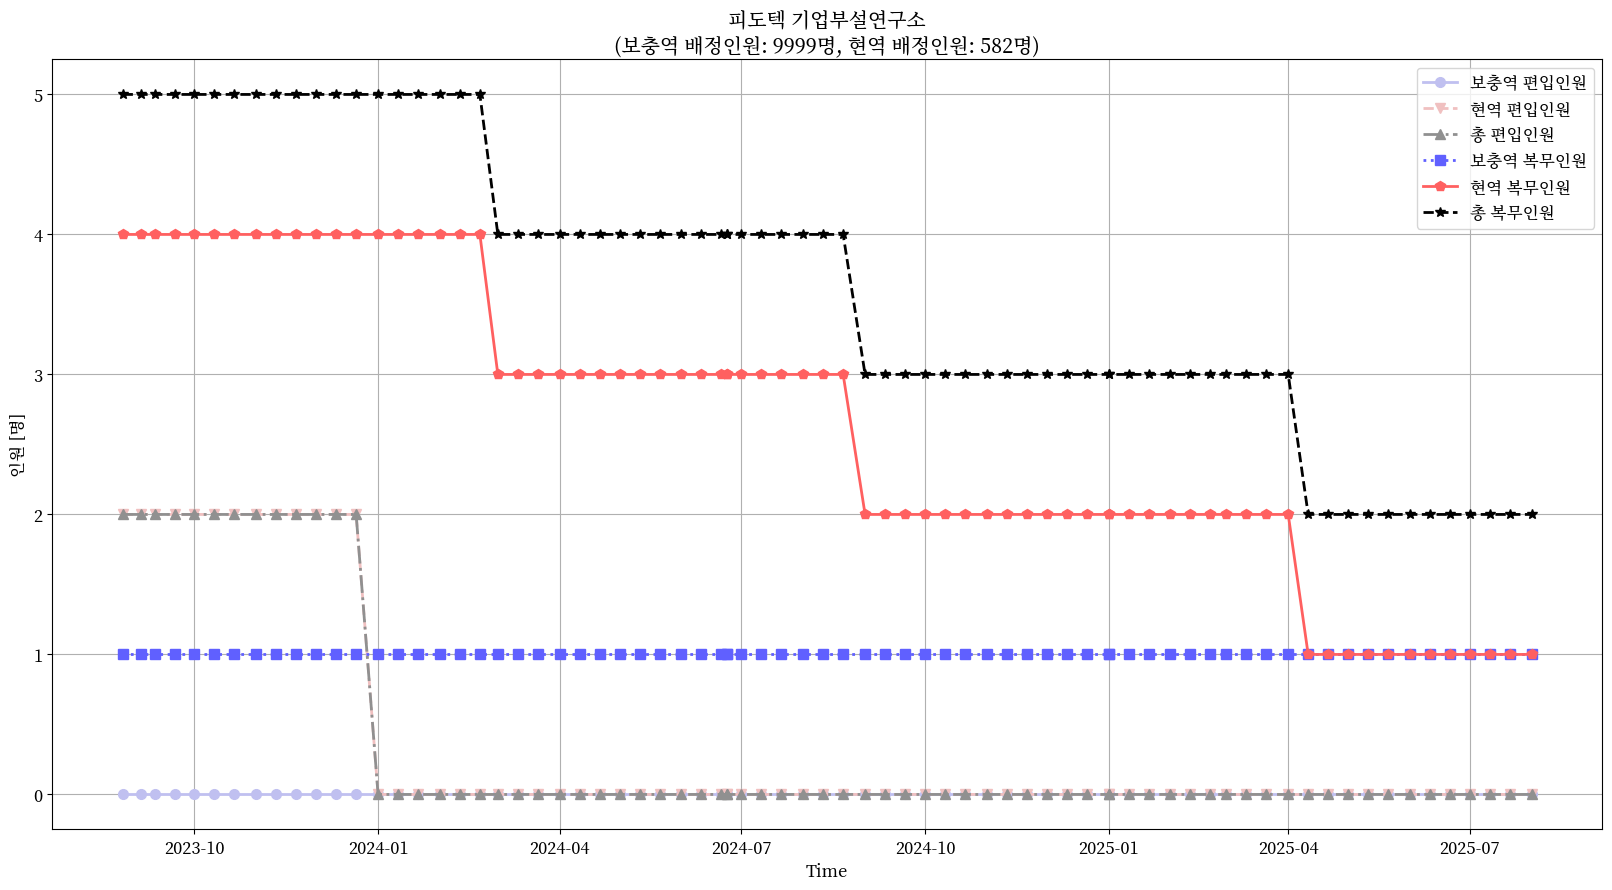 피도텍 기업부설연구소
(보충역 배정인원: 9999명, 현역 배정인원: 582명)
보충역 편입인원
현역 편입인원
총 편입인원
보충역 복무인원
현역 복무인원
총 복무인원
인원 [명]
5
4
3
2
1
0
2023-10
2024-01
2024-04
2024-07
2024-10
2025-01
2025-04
2025-07
Time